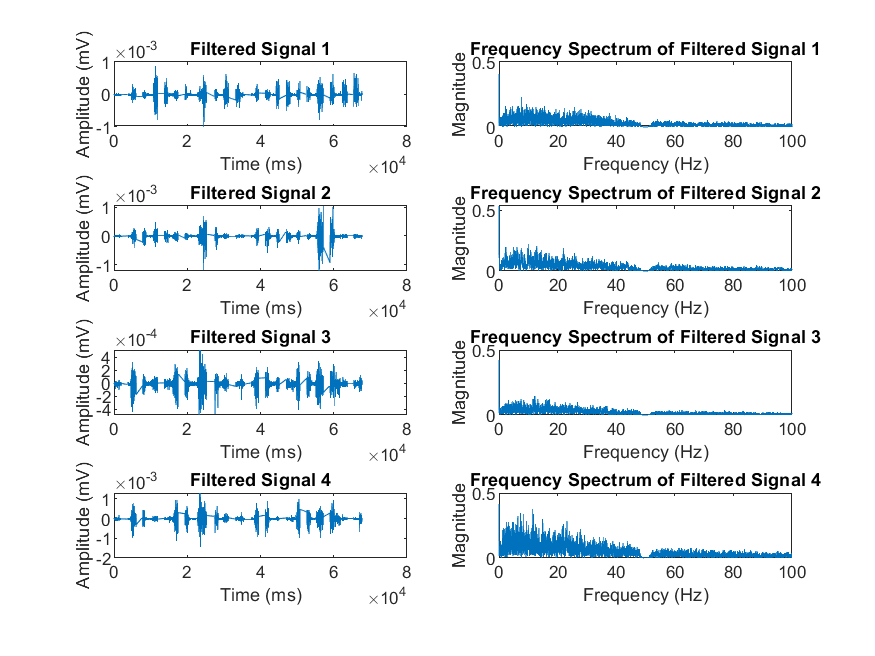 Filtered Signal 1
×10-3
Amplitude (mV)
1
0
-1
0 2 4 6 8
Time (ms)
×104
Frequency Spectrum of Filtered Signal 1
Magnitude
0.5
0
0 20 40 60 80 100
Frequency (Hz)
Filtered Signal 2
×10-3
Amplitude (mV)
1
0
-1
0 2 4 6 8
Time (ms)
×104
Frequency Spectrum of Filtered Signal 2
Magnitude
0.5
0
0 20 40 60 80 100
Frequency (Hz)
Filtered Signal 3
×10-4
Amplitude (mV)
4
2
0
-2
-4
0 2 4 6 8
Time (ms)
×104
Frequency Spectrum of Filtered Signal 3
Magnitude
0.5
0
0 20 40 60 80 100
Frequency (Hz)
Filtered Signal 4
×10-3
Amplitude (mV)
1
0
-1
-2
0 2 4 6 8
Time (ms)
×104
Frequency Spectrum of Filtered Signal 4
Magnitude
0.5
0
0 20 40 60 80 100
Frequency (Hz)